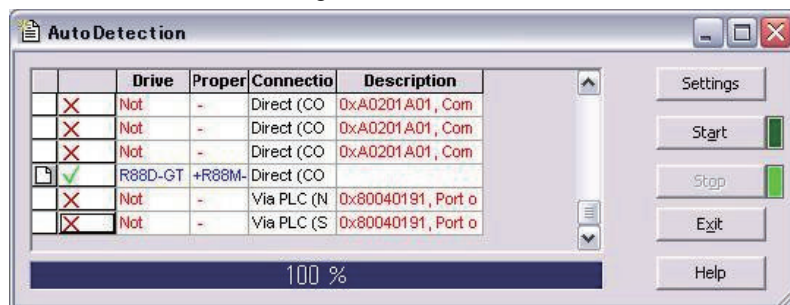 AutoDetection
Drive Proper Connectio Description
Not - Direct (CO 0xA0201A01, Com
Not - Direct (CO 0xA0201A01, Com
Not - Direct (CO 0xA0201A01, Com
R88D-GT +R88M- Direct (CO
Not - Via PLC (N 0x80040191, Port o
Not - Via PLC (S 0x80040191, Port o
100 %
Settings
Start
Stop
Exit
Help